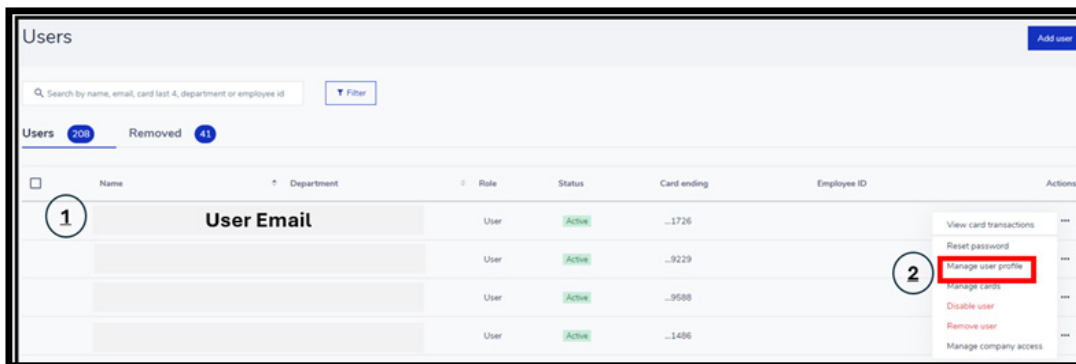 Users
Add user
Search by name, email, card last 4, department or employee id
Filter
Users 208 Removed 41
Name Department Role Status Card ending Employee ID Actions
1 User Email User Active ...1726 ...
View card transactions
Reset password
User Active ...9229 ...
2 Manage user profile
Manage cards
User Active ...9588 ...
Disable user
Remove user
User Active ...1486 ...
Manage company access